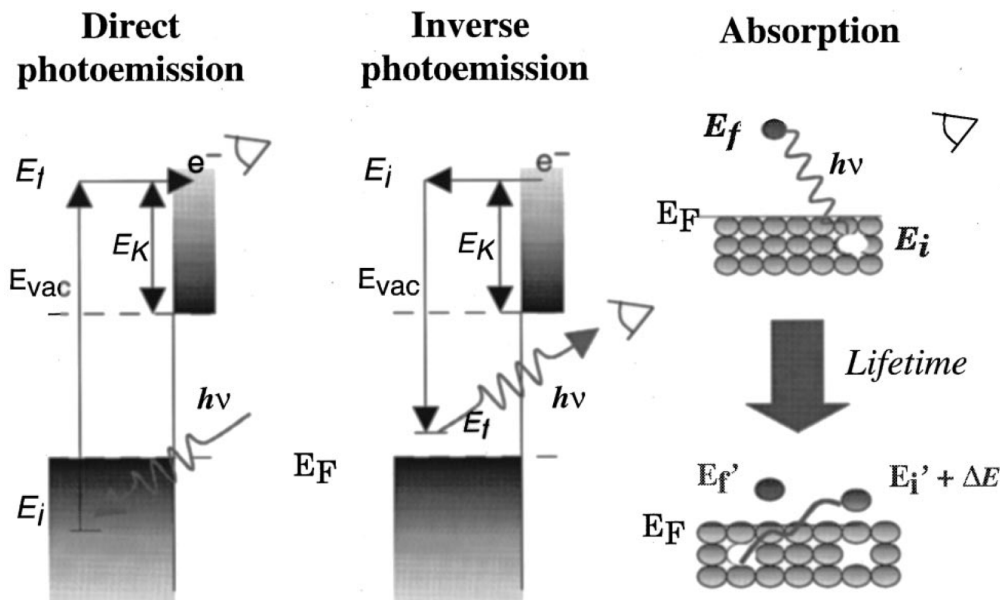 Direct
photoemission
E_f
e⁻
E_K
E_vac
hν
E_i
Inverse
photoemission
E_i
e⁻
E_K
E_vac
hν
E_f
E_F
Absorption
E_f
hν
E_F
E_i
Lifetime
E_f'
E_i' + ΔE
E_F